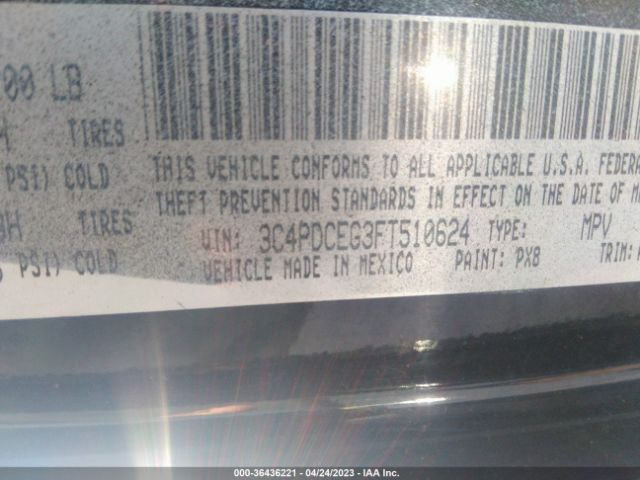 00 LB
TIRES
THIS VEHICLE CONFORMS TO ALL APPLICABLE U.S.A. FEDERA
PSI) COLD
THEFT PREVENTION STANDARDS IN EFFECT ON THE DATE OF
TIRES
VIN: 3C4PDCEG3FT510624 TYPE: MPV
PSI) COLD
VEHICLE MADE IN MEXICO PAINT: PX8 TRIM:
000-36436221 - 04/24/2023 - IAA Inc.